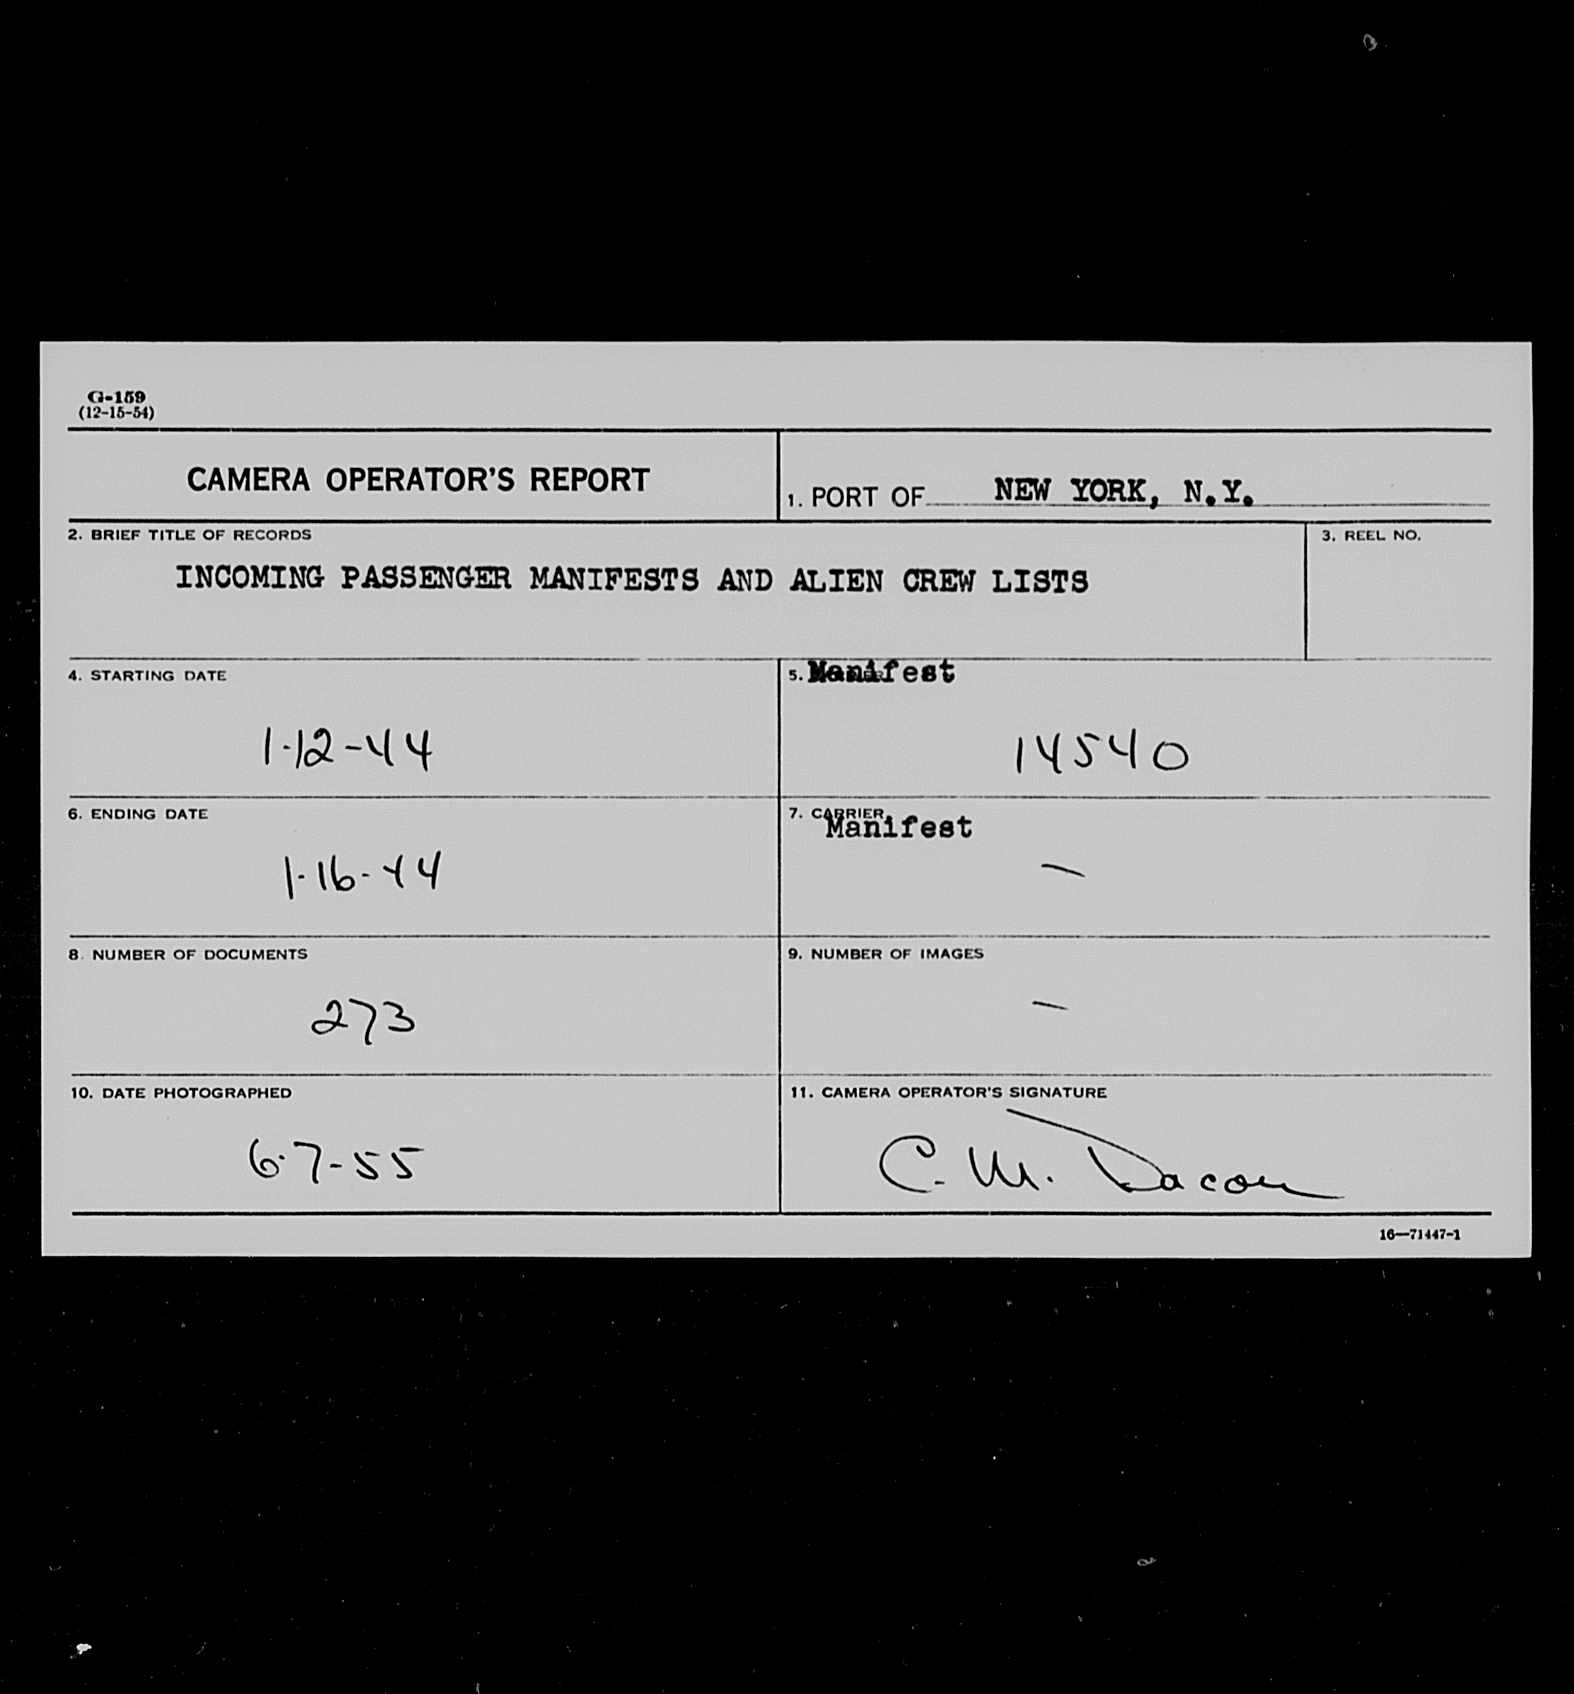 G-159
(12-15-54)
CAMERA OPERATOR'S REPORT
1. PORT OF NEW YORK, N.Y.
2. BRIEF TITLE OF RECORDS
INCOMING PASSENGER MANIFESTS AND ALIEN CREW LISTS
3. REEL NO.
4. STARTING DATE
1-12-44
5. Manifest
14540
6. ENDING DATE
1-16-44
7. CARRIER
Manifest
—
8. NUMBER OF DOCUMENTS
273
9. NUMBER OF IMAGES
—
10. DATE PHOTOGRAPHED
6-7-55
11. CAMERA OPERATOR'S SIGNATURE
C. M. Dacon
16—71447-1